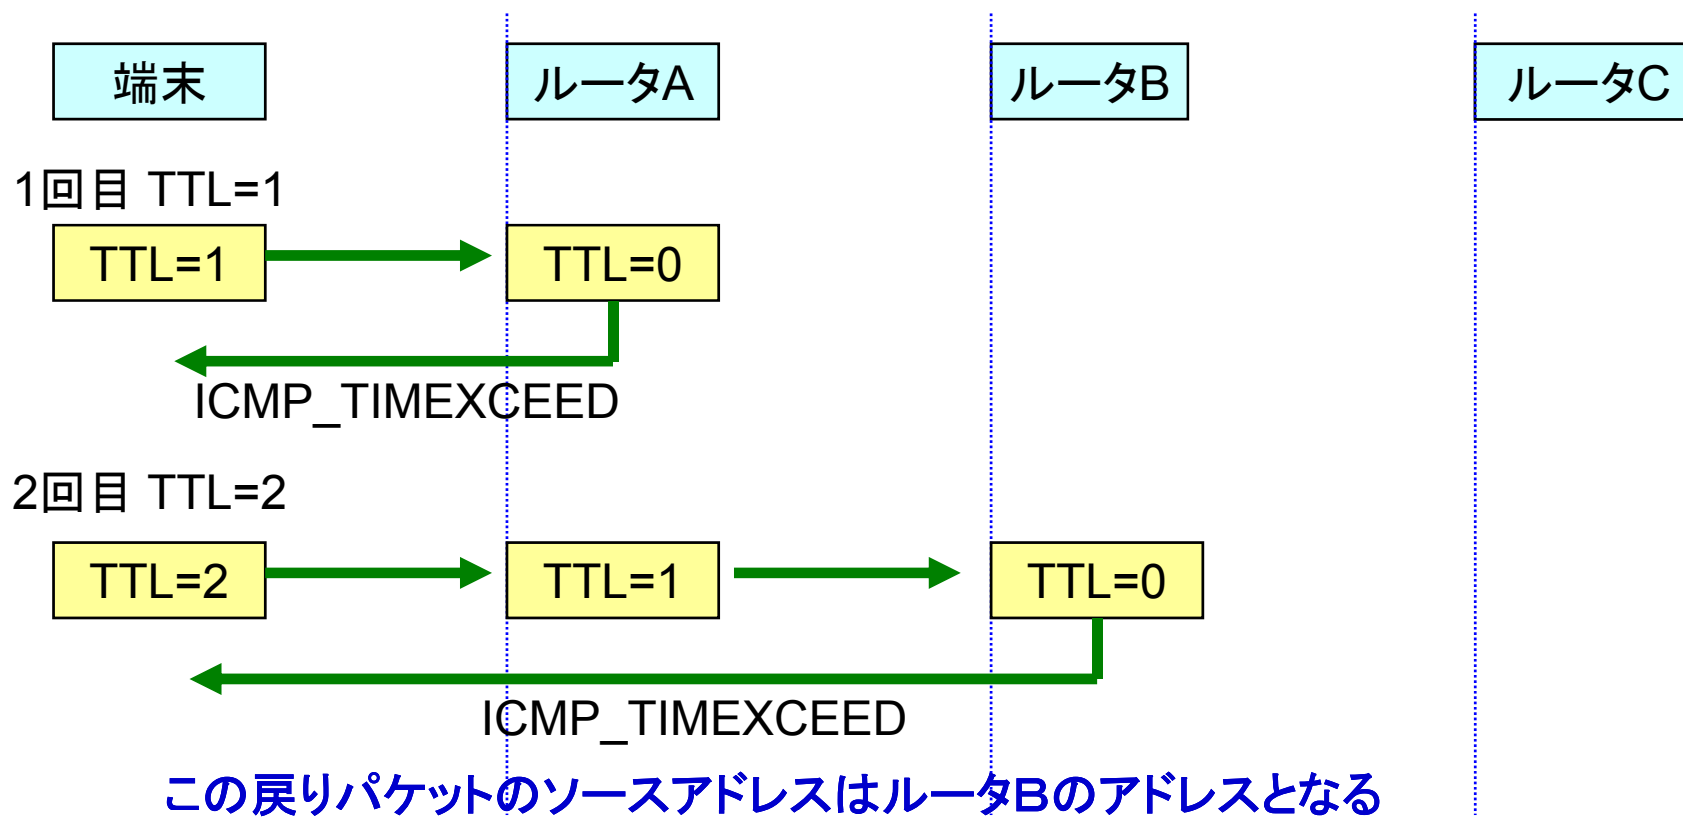 端末
ルータA
ルータB
ルータC
1回目 TTL=1
TTL=1
TTL=0
ICMP_TIMEXCEED
2回目 TTL=2
TTL=2
TTL=1
TTL=0
ICMP_TIMEXCEED
この戻りパケットのソースアドレスはルータBのアドレスとなる